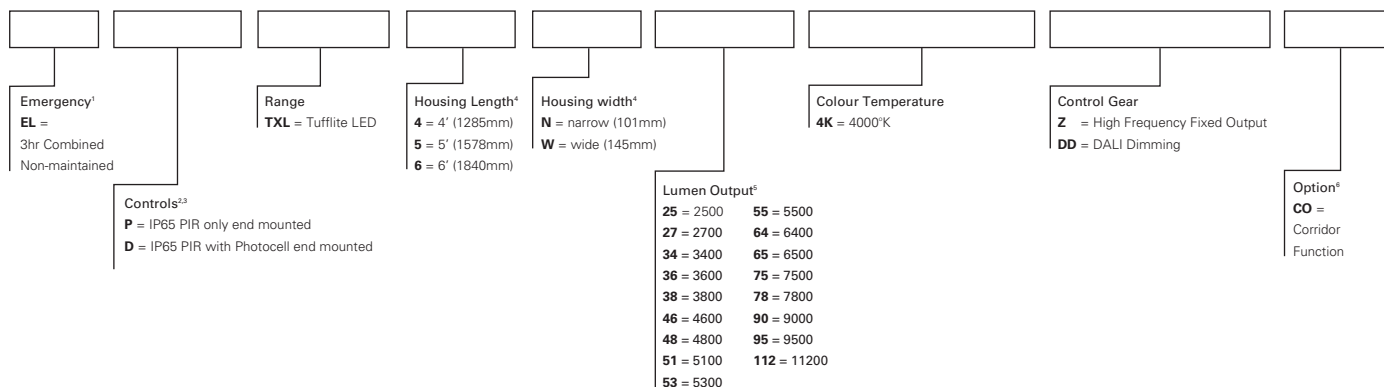 Emergency¹
EL =
3hr Combined
Non-maintained
Controls²,³
P = IP65 PIR only end mounted
D = IP65 PIR with Photocell end mounted
Range
TXL = Tufflite LED
Housing Length⁴
4 = 4' (1285mm)
5 = 5' (1578mm)
6 = 6' (1840mm)
Housing width⁴
N = narrow (101mm)
W = wide (145mm)
Lumen Output⁵
25 = 2500 55 = 5500
27 = 2700 64 = 6400
34 = 3400 65 = 6500
36 = 3600 75 = 7500
38 = 3800 78 = 7800
46 = 4600 90 = 9000
48 = 4800 95 = 9500
51 = 5100 112 = 11200
53 = 5300
Colour Temperature
4K = 4000°K
Control Gear
Z = High Frequency Fixed Output
DD = DALI Dimming
Option⁶
CO =
Corridor
Function